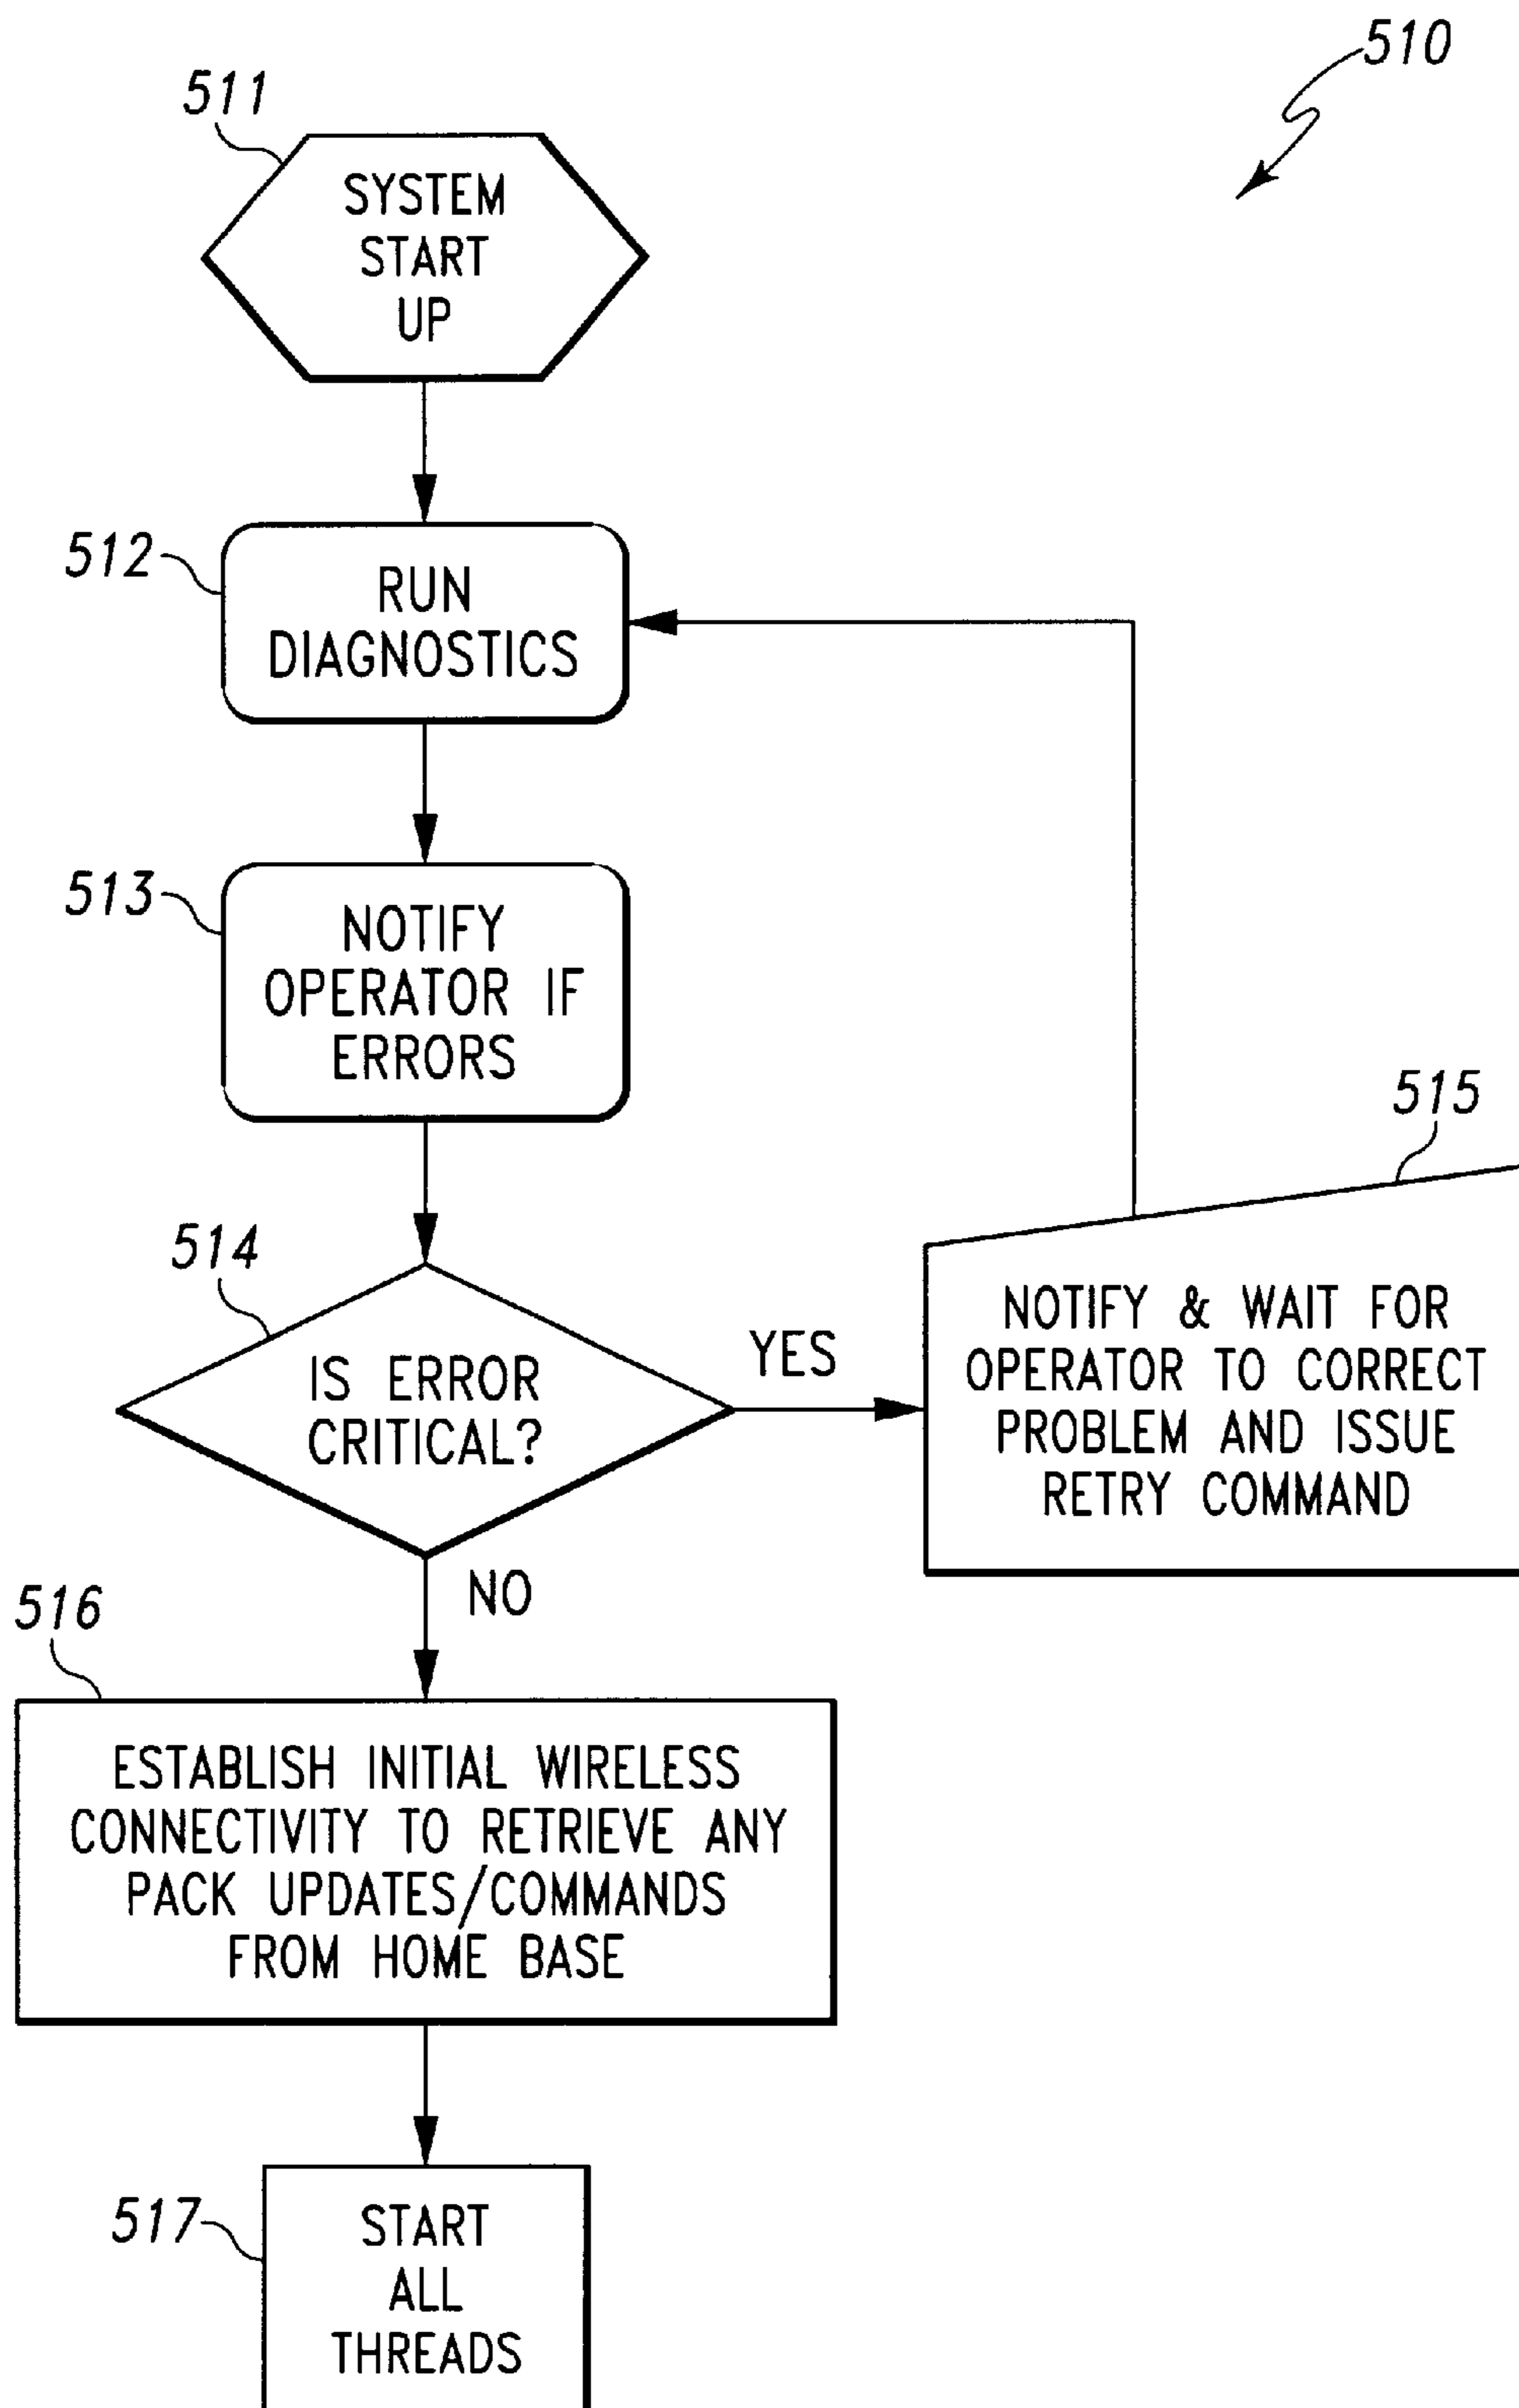 510
511
SYSTEM
START
UP
512
RUN
DIAGNOSTICS
513
NOTIFY
OPERATOR IF
ERRORS
514
IS ERROR
CRITICAL?
YES
515
NOTIFY & WAIT FOR
OPERATOR TO CORRECT
PROBLEM AND ISSUE
RETRY COMMAND
NO
516
ESTABLISH INITIAL WIRELESS
CONNECTIVITY TO RETRIEVE ANY
PACK UPDATES/COMMANDS
FROM HOME BASE
517
START
ALL
THREADS